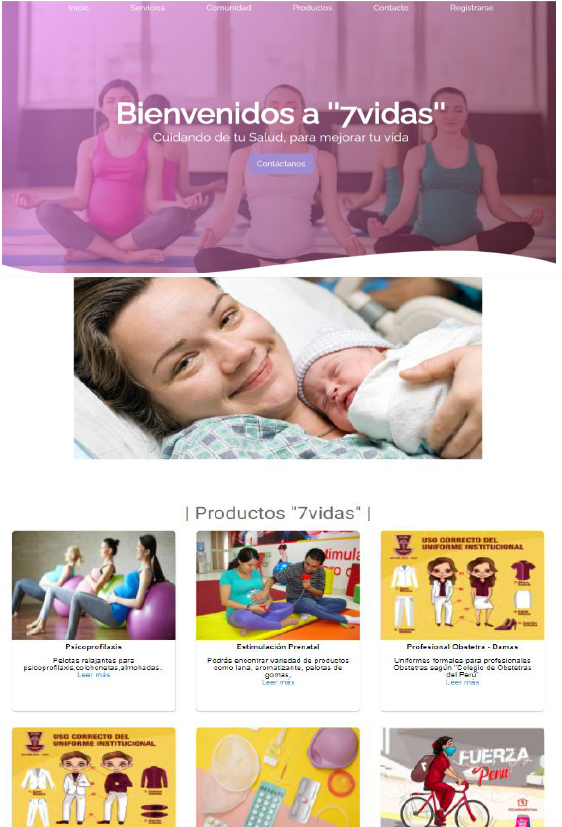 Inicio Servicios Comunidad Productos Contacto Registrarse
Bienvenidos a "7vidas"
Cuidando de tu Salud, para mejorar tu vida
Contáctanos
| Productos "7vidas" |
Psicoprofilaxis
Pelotas relajantes para
psicoprofilaxis,colchonetas,almohadas..
Leer más
Estimulación Prenatal
Podrás encontrar variedad de productos
como lana, aromatizante, pelotas de
gomas,
Leer más
USO CORRECTO DEL
UNIFORME INSTITUCIONAL
Profesional Obstetra - Damas
Uniformes formales para profesionales
Obstetras según "Colegio de Obstetras
del Perú"
Leer más
USO CORRECTO DEL
UNIFORME INSTITUCIONAL
FUERZA
Perú